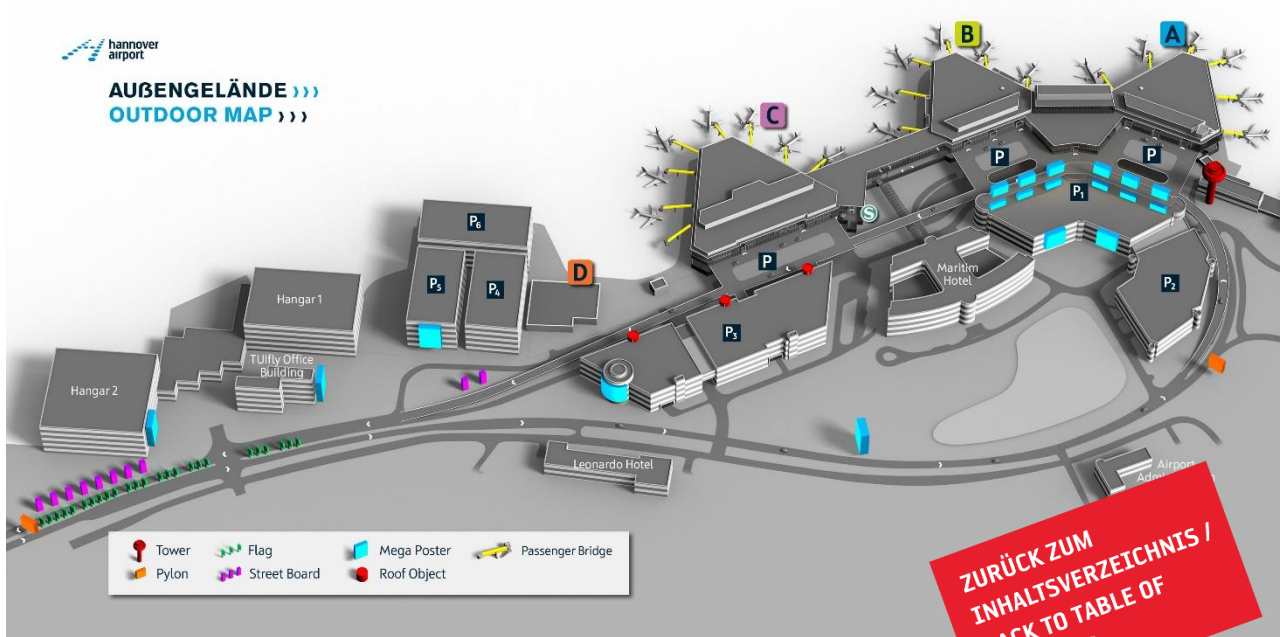 hannover
airport
AUßENGELÄNDE ›››
OUTDOOR MAP ›››
B
A
C
P
P
P₁
S
P₆
P
D
Maritim
Hotel
P₂
P₅
P₄
Hangar 1
P₃
TUIfly Office
Building
Hangar 2
Leonardo Hotel
Airport
Tower
Flag
Mega Poster
Passenger Bridge
Pylon
Street Board
Roof Object
ZURÜCK ZUM
INHALTSVERZEICHNIS /
ACK TO TABLE OF